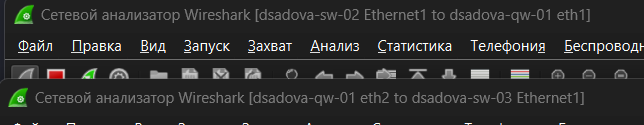 Сетевой анализатор Wireshark [dsadova-sw-02 Ethernet1 to dsadova-qw-01 eth1]
Файл Правка Вид Запуск Захват Анализ Статистика Телефония Беспроводн
Сетевой анализатор Wireshark [dsadova-qw-01 eth2 to dsadova-sw-03 Ethernet1]